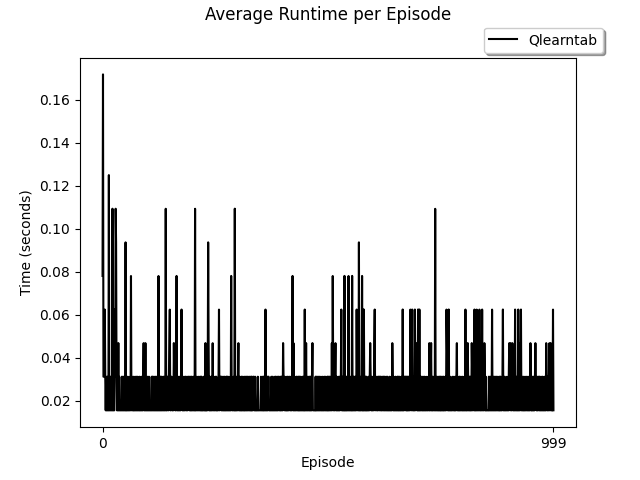 Average Runtime per Episode
Qlearntab
0.16
0.14
0.12
0.10
0.08
0.06
0.04
0.02
Time (seconds)
0
999
Episode